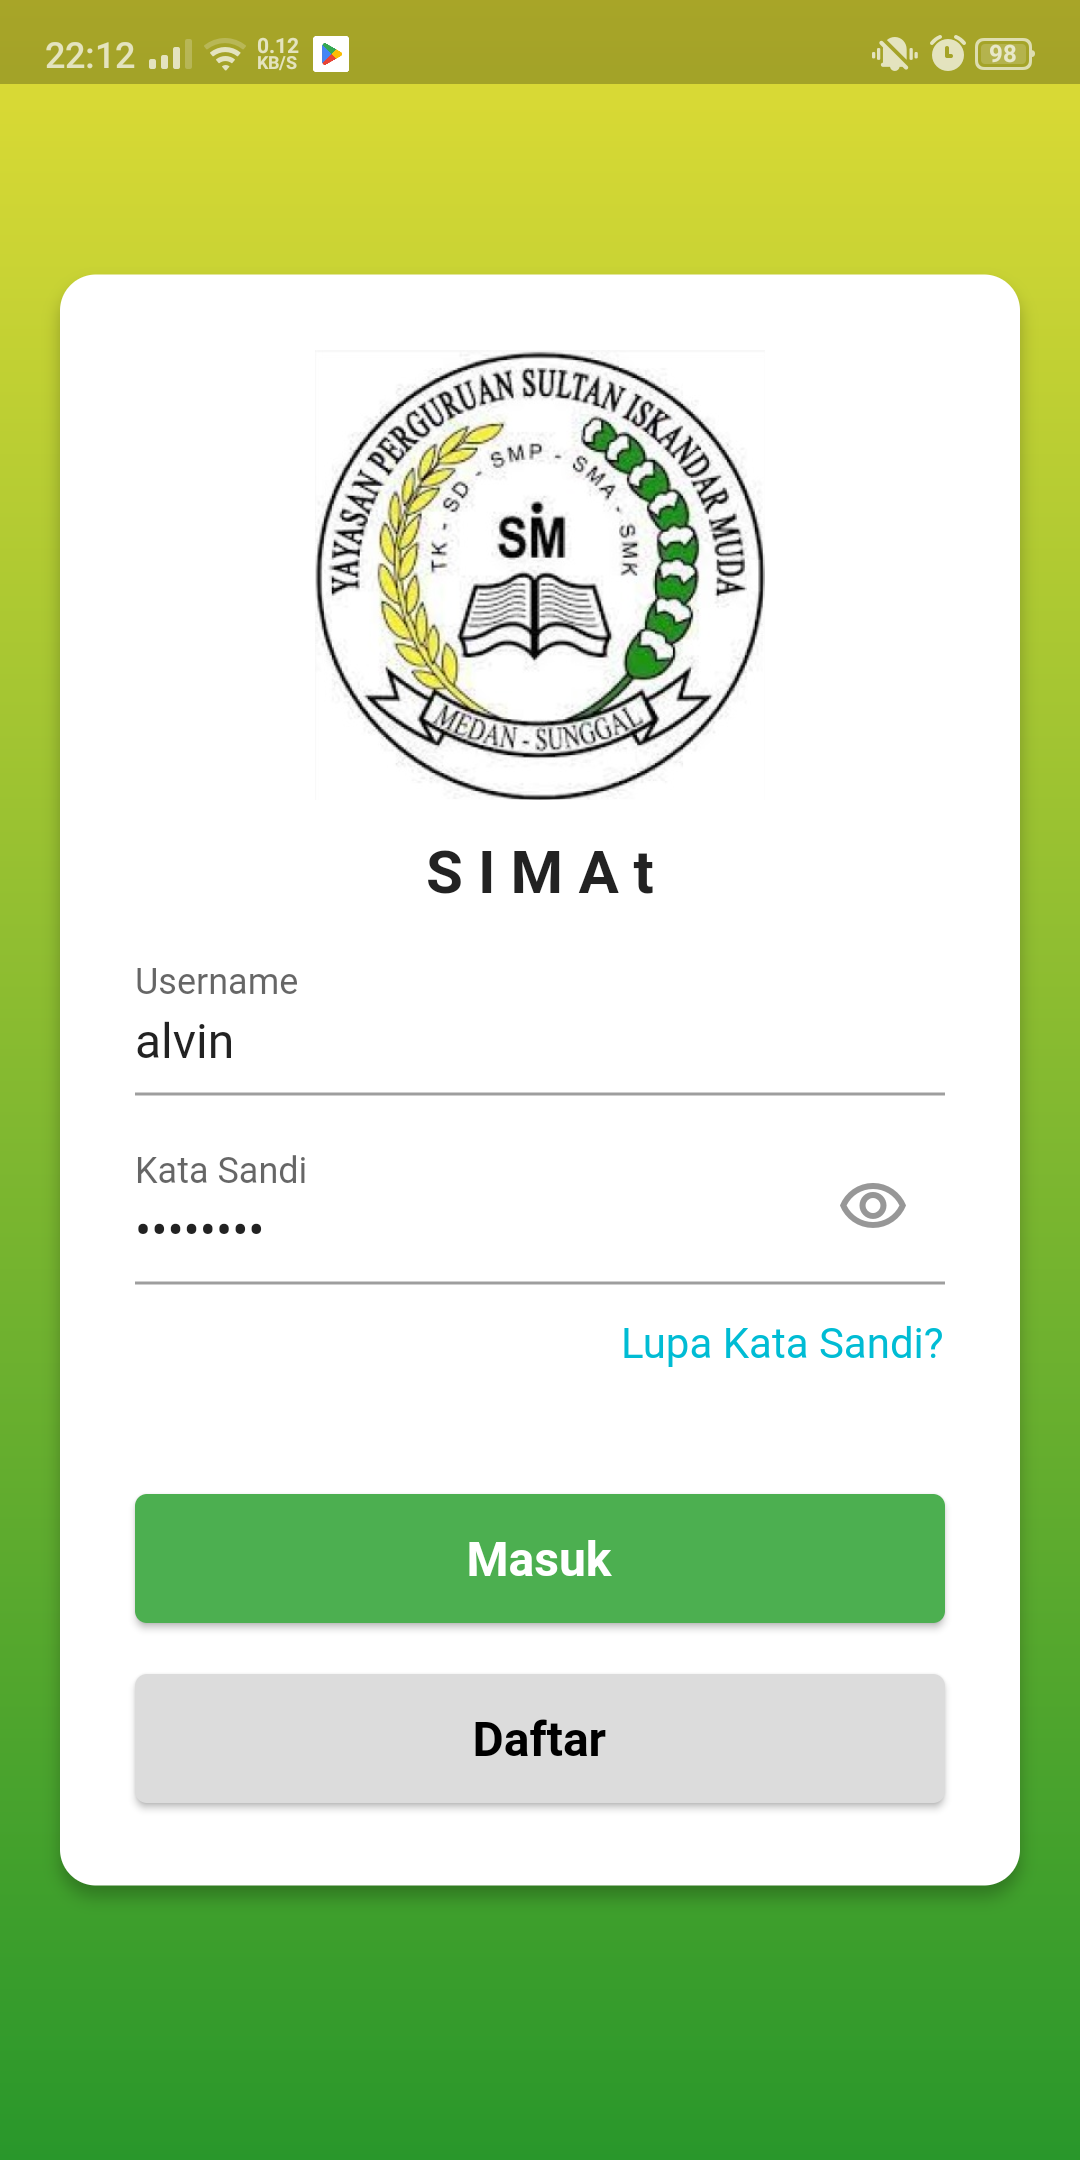 22:12
0.12
KB/S
98
YAYASAN PERGURUAN SULTAN ISKANDAR MUDA
TK - SD - SMP - SMA - SMK
SIM
MEDAN - SUNGGAL
SIMAt
Username
alvin
Kata Sandi
••••••••
Lupa Kata Sandi?
Masuk
Daftar